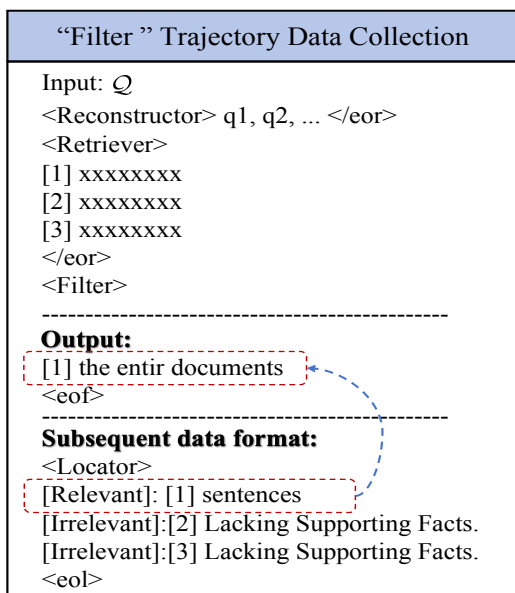 “Filter ” Trajectory Data Collection
Input: 𝒬
<Reconstructor> q1, q2, ... </eor>
<Retriever>
[1] xxxxxxxx
[2] xxxxxxxx
[3] xxxxxxxx
</eor>
<Filter>
Output:
[1] the entir documents
<eof>
Subsequent data format:
<Locator>
[Relevant]: [1] sentences
[Irrelevant]:[2] Lacking Supporting Facts.
[Irrelevant]:[3] Lacking Supporting Facts.
<eol>